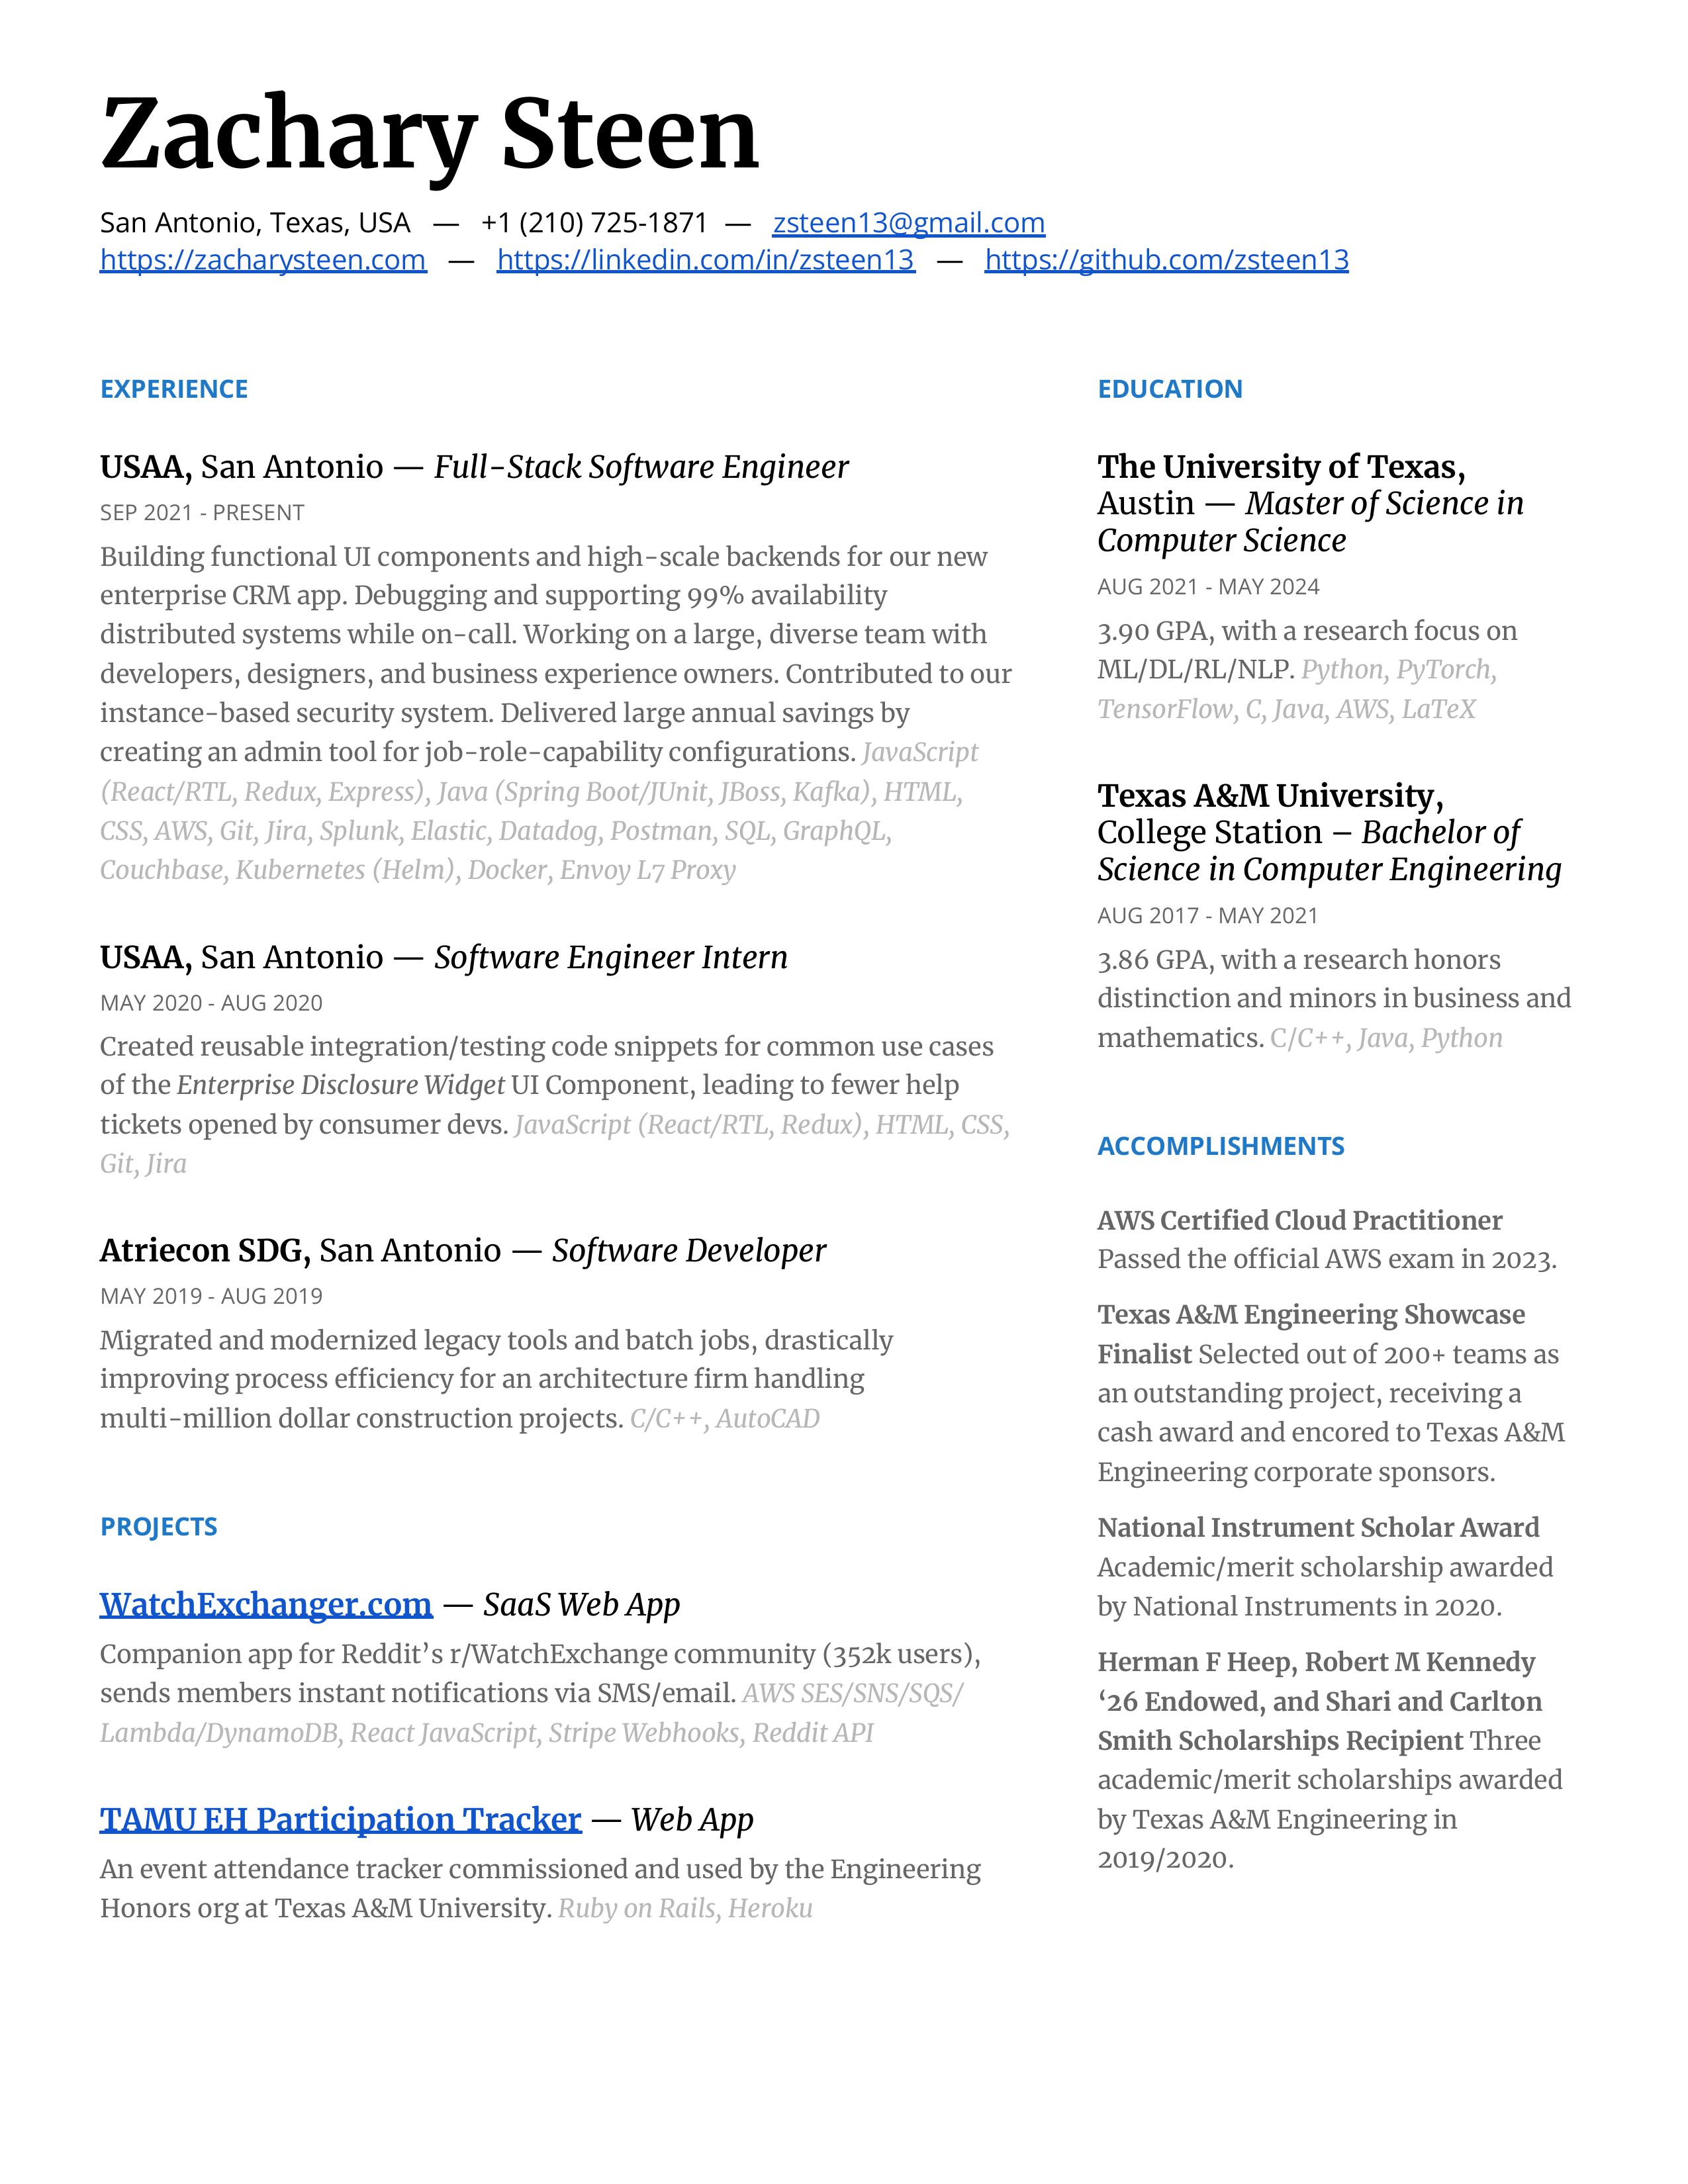 Zachary Steen
San Antonio, Texas, USA — +1 (210) 725-1871 — zsteen13@gmail.com
https://zacharysteen.com — https://linkedin.com/in/zsteen13 — https://github.com/zsteen13
EXPERIENCE
USAA, San Antonio — Full-Stack Software Engineer
SEP 2021 - PRESENT
Building functional UI components and high-scale backends for our new
enterprise CRM app. Debugging and supporting 99% availability
distributed systems while on-call. Working on a large, diverse team with
developers, designers, and business experience owners. Contributed to our
instance-based security system. Delivered large annual savings by
creating an admin tool for job-role-capability configurations. JavaScript
(React/RTL, Redux, Express), Java (Spring Boot/JUnit, JBoss, Kafka), HTML,
CSS, AWS, Git, Jira, Splunk, Elastic, Datadog, Postman, SQL, GraphQL,
Couchbase, Kubernetes (Helm), Docker, Envoy L7 Proxy
USAA, San Antonio — Software Engineer Intern
MAY 2020 - AUG 2020
Created reusable integration/testing code snippets for common use cases
of the Enterprise Disclosure Widget UI Component, leading to fewer help
tickets opened by consumer devs. JavaScript (React/RTL, Redux), HTML, CSS,
Git, Jira
Atriecon SDG, San Antonio — Software Developer
MAY 2019 - AUG 2019
Migrated and modernized legacy tools and batch jobs, drastically
improving process efficiency for an architecture firm handling
multi-million dollar construction projects. C/C++, AutoCAD
PROJECTS
WatchExchanger.com — SaaS Web App
Companion app for Reddit’s r/WatchExchange community (352k users),
sends members instant notifications via SMS/email. AWS SES/SNS/SQS/
Lambda/DynamoDB, React JavaScript, Stripe Webhooks, Reddit API
TAMU EH Participation Tracker — Web App
An event attendance tracker commissioned and used by the Engineering
Honors org at Texas A&M University. Ruby on Rails, Heroku
EDUCATION
The University of Texas,
Austin — Master of Science in
Computer Science
AUG 2021 - MAY 2024
3.90 GPA, with a research focus on
ML/DL/RL/NLP. Python, PyTorch,
TensorFlow, C, Java, AWS, LaTeX
Texas A&M University,
College Station – Bachelor of
Science in Computer Engineering
AUG 2017 - MAY 2021
3.86 GPA, with a research honors
distinction and minors in business and
mathematics. C/C++, Java, Python
ACCOMPLISHMENTS
AWS Certified Cloud Practitioner
Passed the official AWS exam in 2023.
Texas A&M Engineering Showcase
Finalist Selected out of 200+ teams as
an outstanding project, receiving a
cash award and encored to Texas A&M
Engineering corporate sponsors.
National Instrument Scholar Award
Academic/merit scholarship awarded
by National Instruments in 2020.
Herman F Heep, Robert M Kennedy
‘26 Endowed, and Shari and Carlton
Smith Scholarships Recipient Three
academic/merit scholarships awarded
by Texas A&M Engineering in
2019/2020.